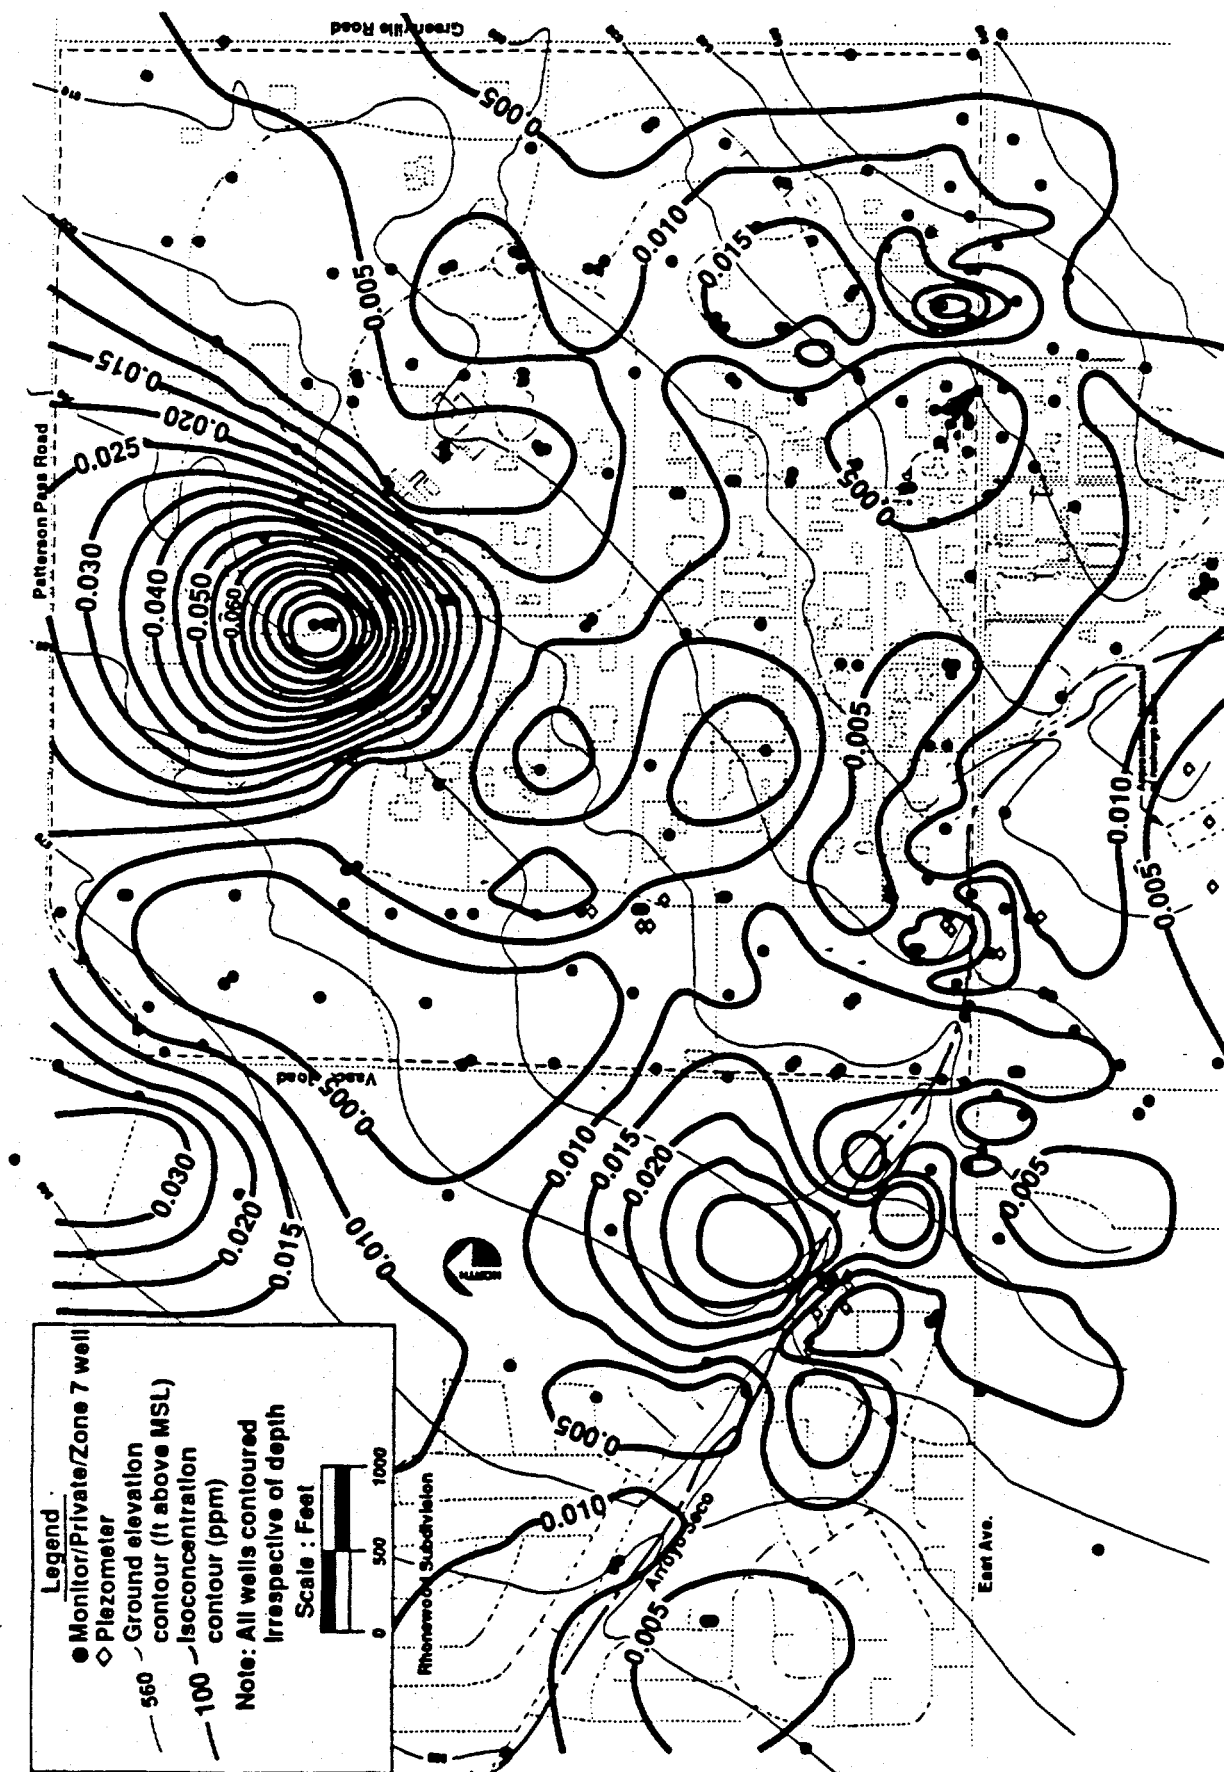 Legend
Monitor/Private/Zone 7 well
Piezometer
560 Ground elevation
contour (ft above MSL)
100 Isoconcentration
contour (ppm)
Note: All wells contoured
irrespective of depth
Scale : Feet
0 500 1000
Rhonewood Subdivision
Patterson Pass Road
Greenville Road
Vasco Road
East Ave.
Arroyo Seco
NORTH
0.015
0.020
0.025
0.030
0.040
0.050
0.060
0.005
0.005
0.010
0.015
0.005
0.005
0.010
0.005
0.030
0.020
0.015
0.010
0.005
0.010
0.015
0.020
0.005
0.005
0.010
0.005